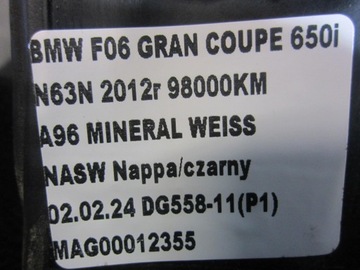 BMW F06 GRAN COUPE 650i
N63N 2012r 98000KM
A96 MINERAL WEISS
NASW Nappa/czarny
02.02.24 DG558-11(P1)
MAG00012355